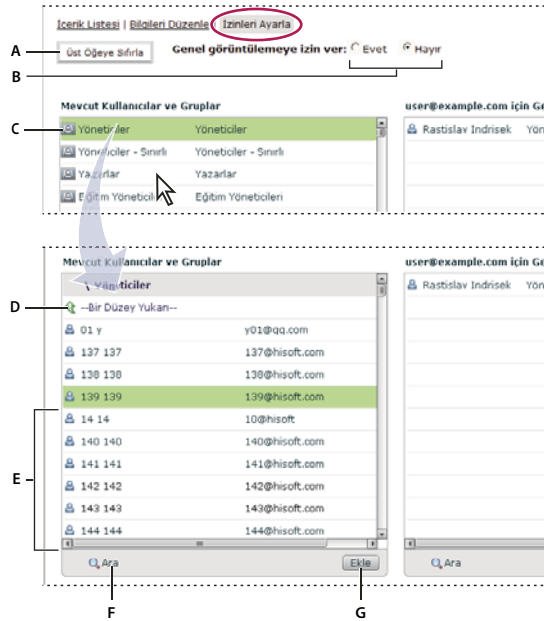 İçerik Listesi | Bilgileri Düzenle | İzinleri Ayarla
A
Üst Öğeye Sıfırla
Genel görüntülemeye izin ver: Evet Hayır
B
Mevcut Kullanıcılar ve Gruplar
user@example.com için Ge
C
Yöneticiler Yöneticiler
Rastislav Indrisek Yön
Yöneticiler - Sınırlı Yöneticiler - Sınırlı
Yazarlar Yazarlar
Eğitim Yöneticileri Eğitim Yöneticileri
Mevcut Kullanıcılar ve Gruplar
user@example.com için Ge
\ Yöneticiler
Rastislav Indrisek Yön
D
--Bir Düzey Yukarı--
01 y y01@qq.com
137 137 137@hisoft.com
138 138 138@hisoft.com
139 139 139@hisoft.com
14 14 10@hisoft
140 140 140@hisoft.com
E
141 141 141@hisoft.com
142 142 142@hisoft.com
143 143 143@hisoft.com
144 144 144@hisoft.com
Ara Ekle
Ara
F
G